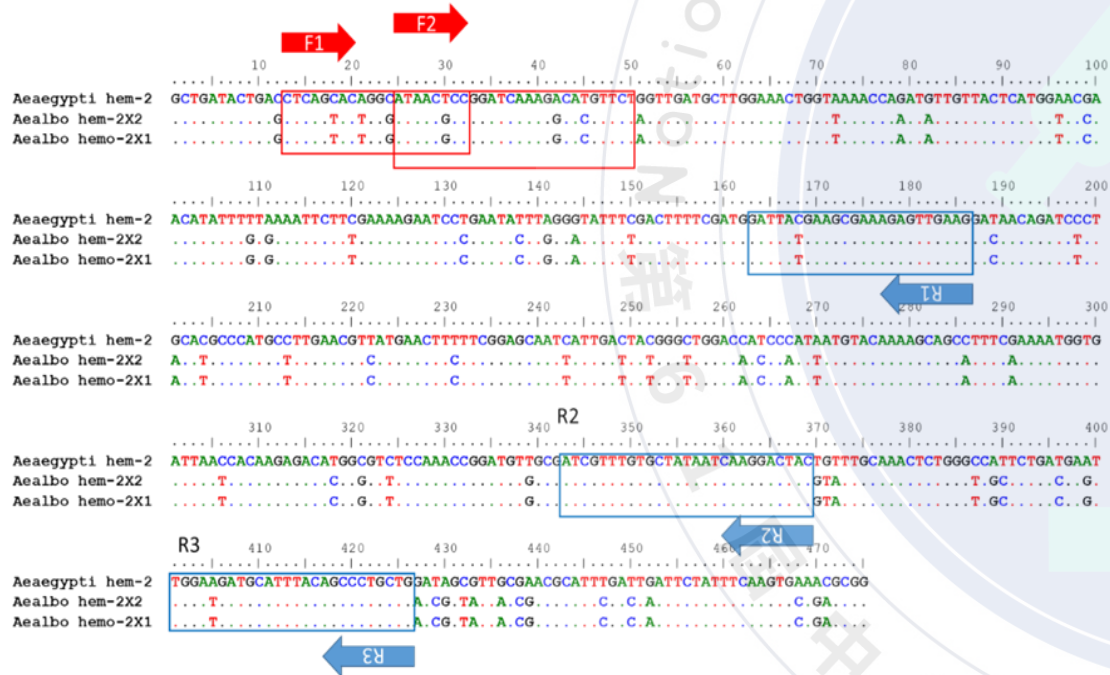 F1
F2
10 20 30 40 50 60 70 80 90 100
Aeaegypti hem-2 GCTGATACTGACCTCAGCACAGGCATAACTCCGGATCAAAGACATGTTCTGGTTGATGCTTGGAAACTGGTAAAACCAGATGTTGTTACTCATGGAACGA
Aealbo hem-2X2 ...........G.....T..T..G.....G...........G..C.....A....................T......A..A.............T..C.
Aealbo hemo-2X1 ...........G.....T..T..G.....G...........G..C.....A....................T......A..A.............T..C.
110 120 130 140 150 160 170 180 190 200
Aeaegypti hem-2 ACATATTTTTAAAATTCTTCGAAAAGAATCCTGAATATTTAGGGTATTTCGACTTTTCGATGGATTACGAAGCGAAAGAGTTGAAGGATAACAGATCCCT
Aealbo hem-2X2 ........G.G........T...........C.....C..G..A.....T.................T....................C........T..
Aealbo hemo-2X1 ........G.G........T...........C.....C..G..A.....T.................T....................C........T..
R1
210 220 230 240 250 260 270 280 290 300
Aeaegypti hem-2 GCACGCCCATGCCTTGAACGTTATGAACTTTTTCGGAGCAATCATTGACTACGGGCTGGACCATCCCATAATGTACAAAAGCAGCCTTTCGAAAATGGTG
Aealbo hem-2X2 A..T........T........C........C...........T.....T..T...T.....A.C..A..T...............A....A.........
Aealbo hemo-2X1 A..T........T........C........C...........T.....T..T...T.....A.C..A..T...............A....A.........
R2
310 320 330 340 350 360 370 380 390 400
Aeaegypti hem-2 ATTAACCACAAGAGACATGGCGTCTCCAAACCGGATGTTGCGATCGTTTGTGCTATAATCAAGGACTACTGTTTGCAAACTCTGGGCCATTCTGATGAAT
Aealbo hem-2X2 .....T...........C..G..T..............G..............................GTA..............T.GC.....C..G.
Aealbo hemo-2X1 .....T...........C..G..T..............G..............................GTA..............T.GC.....C..G.
R2
R3
410 420 430 440 450 460 470
Aeaegypti hem-2 TGGAAGATGCATTTACAGCCCTGCTGGATAGCGTTGCGAACGCATTTGATTGATTCTATTTCAAGTGAAACGCGG
Aealbo hem-2X2 ....T.....................A.CG.TA..A.CG.......C..C.A...............C.GA....
Aealbo hemo-2X1 ....T.....................A.CG.TA..A.CG.......C..C.A...............C.GA....
R3
tatio
N
第
6
1
中